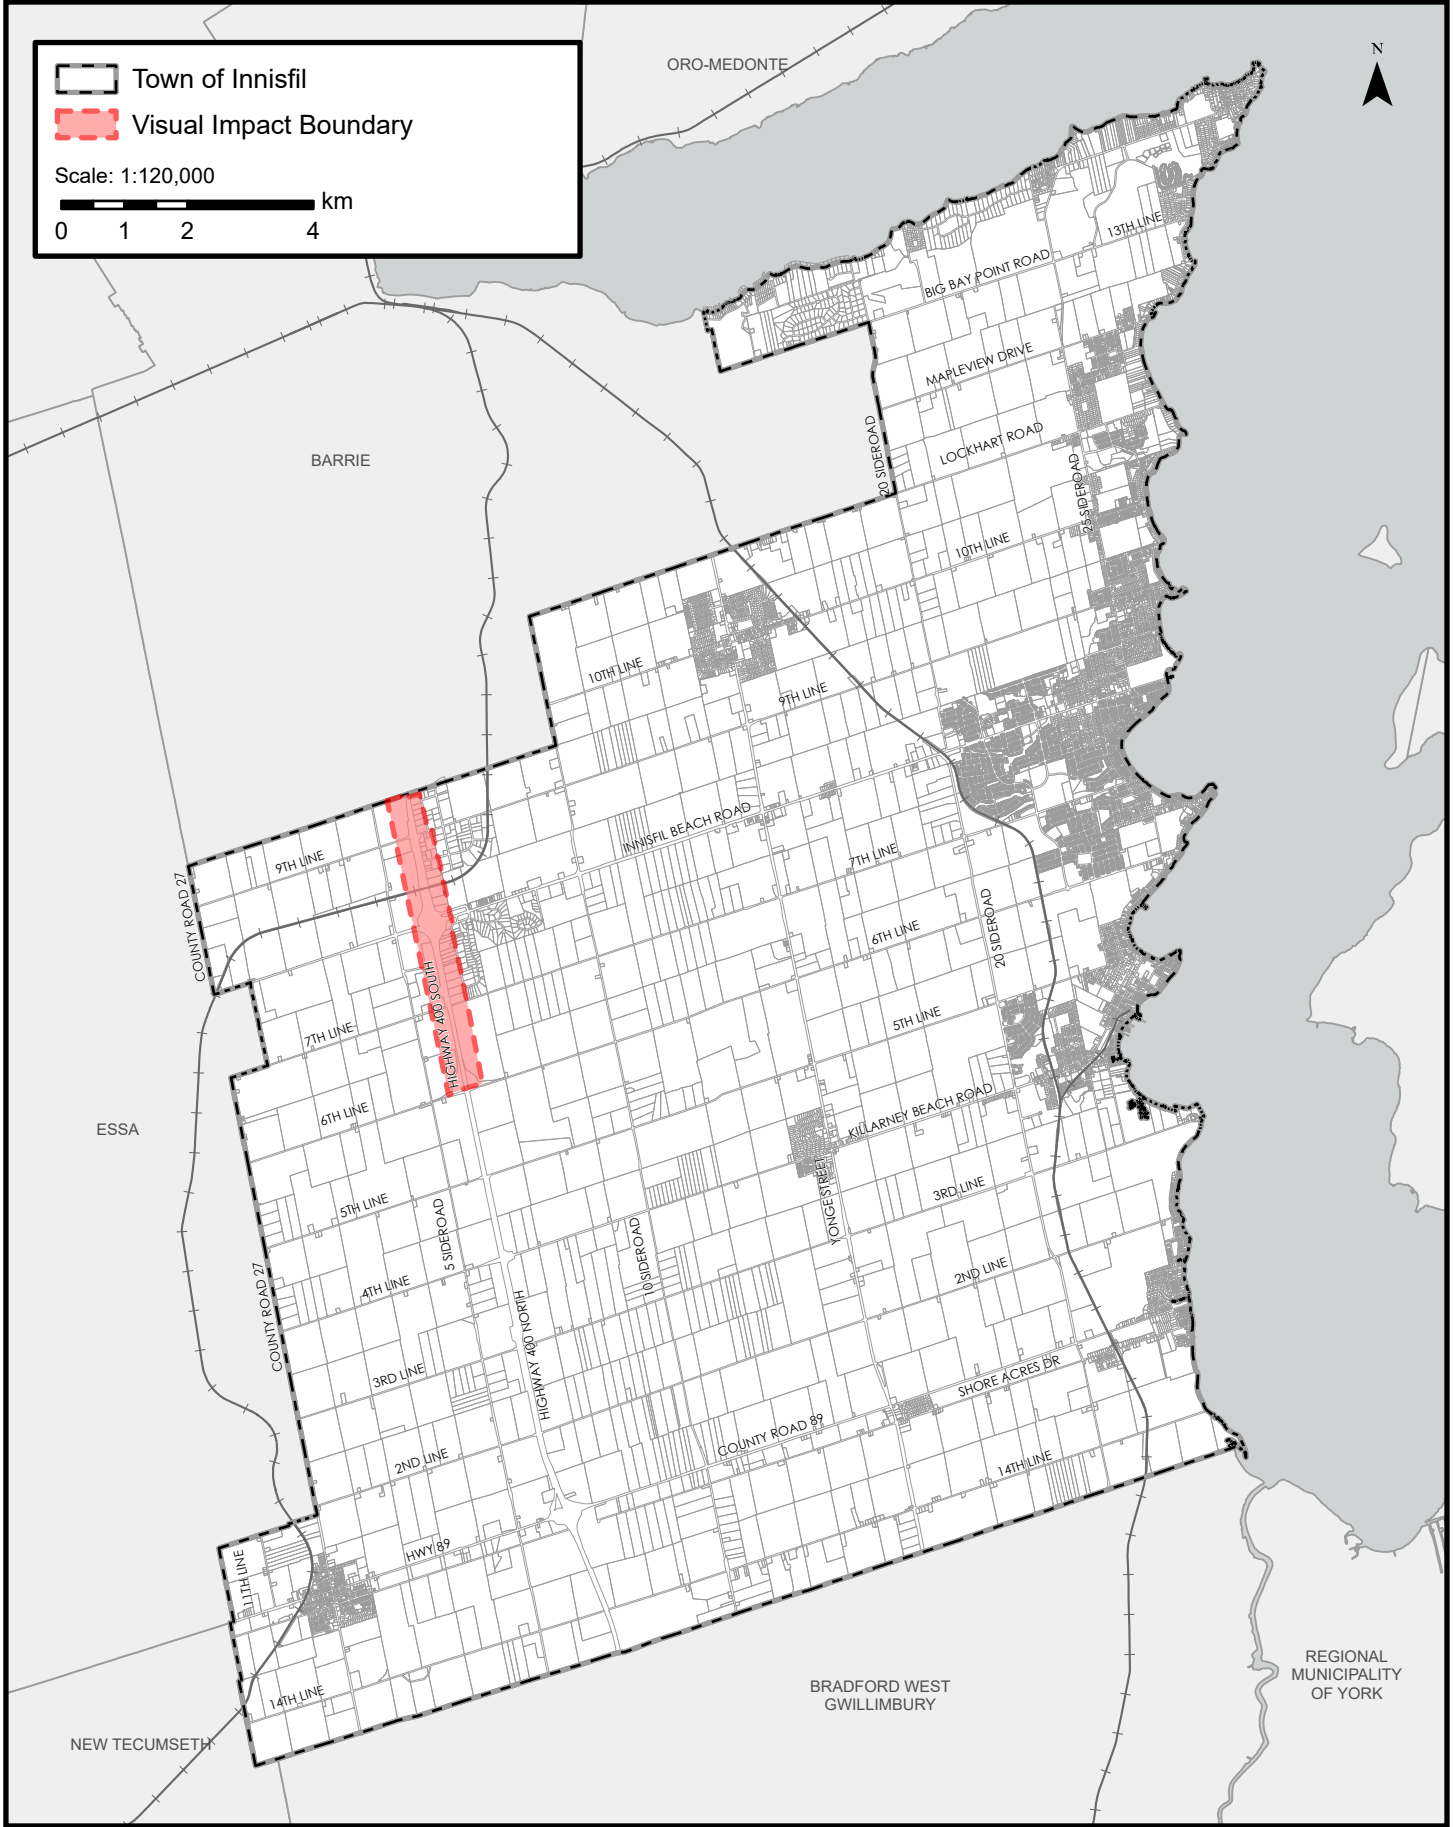 ORO-MEDONTE
N
Town of Innisfil
Visual Impact Boundary
Scale: 1:120,000
km
0 1 2 4
13TH LINE
BIG BAY POINT ROAD
MAPLEVIEW DRIVE
LOCKHART ROAD
20 SIDEROAD
BARRIE
25 SIDEROAD
10TH LINE
10TH LINE
9TH LINE
INNISFIL BEACH ROAD
9TH LINE
7TH LINE
COUNTY ROAD 27
20 SIDEROAD
6TH LINE
HIGHWAY 400 SOUTH
5TH LINE
7TH LINE
6TH LINE
KILLARNEY BEACH ROAD
ESSA
YONGE STREET
3RD LINE
5TH LINE
5 SIDEROAD
10 SIDEROAD
2ND LINE
4TH LINE
COUNTY ROAD 27
HIGHWAY 400 NORTH
3RD LINE
SHORE ACRES DR
COUNTY ROAD 89
2ND LINE
14TH LINE
HWY 89
11TH LINE
14TH LINE
REGIONAL
MUNICIPALITY
OF YORK
BRADFORD WEST
GWILLIMBURY
NEW TECUMSETH